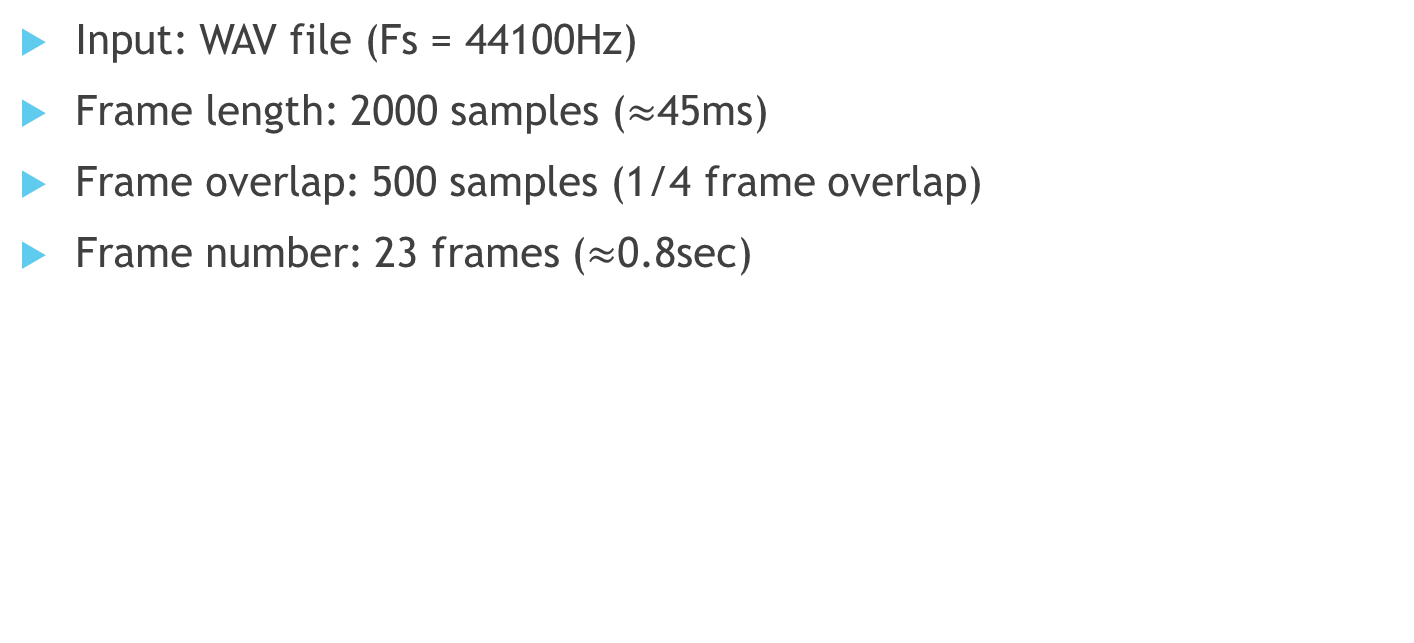 Input: WAV file (Fs = 44100Hz)
Frame length: 2000 samples (≈45ms)
Frame overlap: 500 samples (1/4 frame overlap)
Frame number: 23 frames (≈0.8sec)